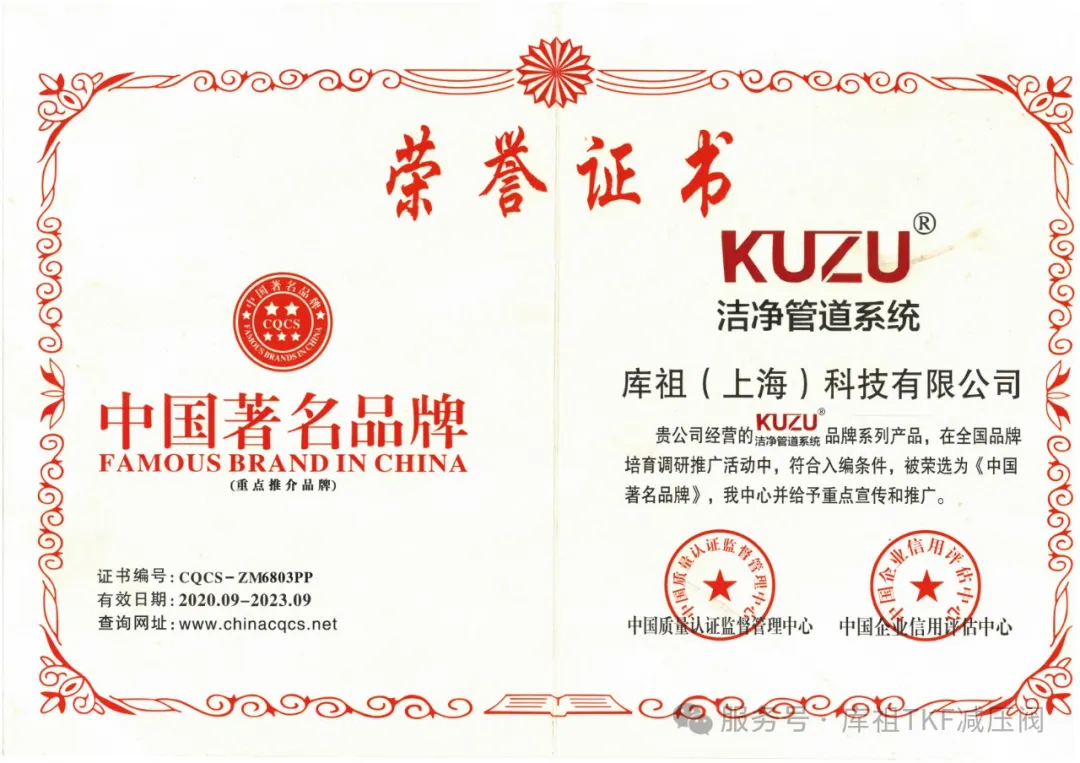 荣誉证书
中国著名品牌
CQCS
FAMOUS BRANDS IN CHINA
中国著名品牌
FAMOUS BRAND IN CHINA
(重点推介品牌)
证书编号: CQCS-ZM6803PP
有效日期: 2020.09-2023.09
查询网址: www.chinacqcs.net
KUZU®
洁净管道系统
库祖（上海）科技有限公司
贵公司经营的KUZU®洁净管道系统品牌系列产品，在全国品牌
培育调研推广活动中，符合入编条件，被荣选为《中国
著名品牌》，我中心并给予重点宣传和推广。
中国质量认证监督管理中心
中国企业信用评估中心
中国质量认证监督管理中心
中国企业信用评估中心
服务号·库祖TKF减压阀